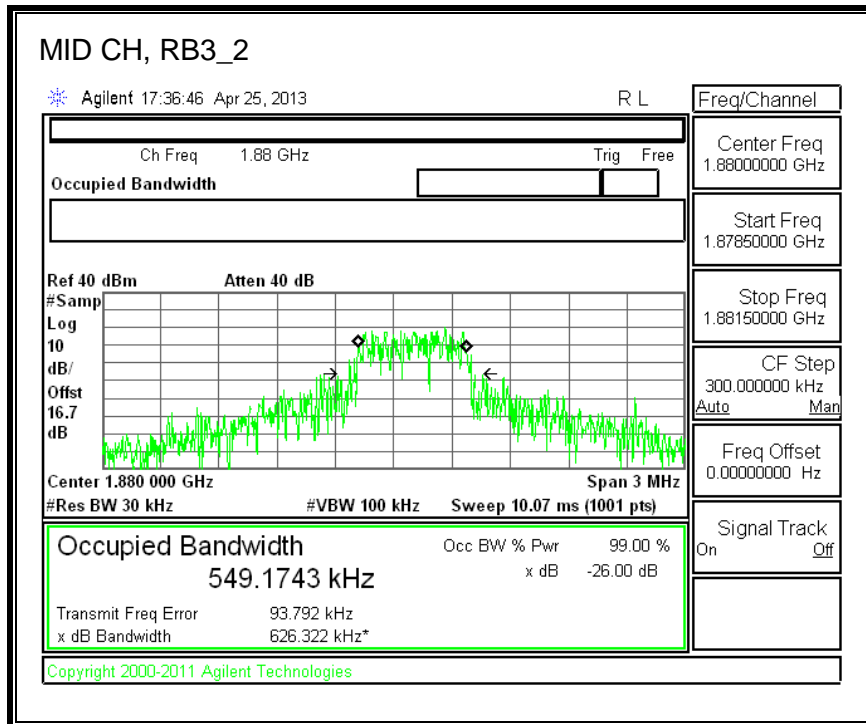 MID CH, RB3_2
Agilent 17:36:46 Apr 25, 2013 R L
Freq/Channel
Ch Freq 1.88 GHz Trig Free
Occupied Bandwidth
Center Freq
1.88000000 GHz
Start Freq
1.87850000 GHz
Stop Freq
1.88150000 GHz
CF Step
300.000000 kHz
Auto Man
Freq Offset
0.00000000 Hz
Signal Track
On Off
Ref 40 dBm Atten 40 dB
#Samp
Log
10
dB/
Offst
16.7
dB
Center 1.880 000 GHz Span 3 MHz
#Res BW 30 kHz #VBW 100 kHz Sweep 10.07 ms (1001 pts)
Occupied Bandwidth Occ BW % Pwr 99.00 %
549.1743 kHz x dB -26.00 dB
Transmit Freq Error 93.792 kHz
x dB Bandwidth 626.322 kHz*
Copyright 2000-2011 Agilent Technologies